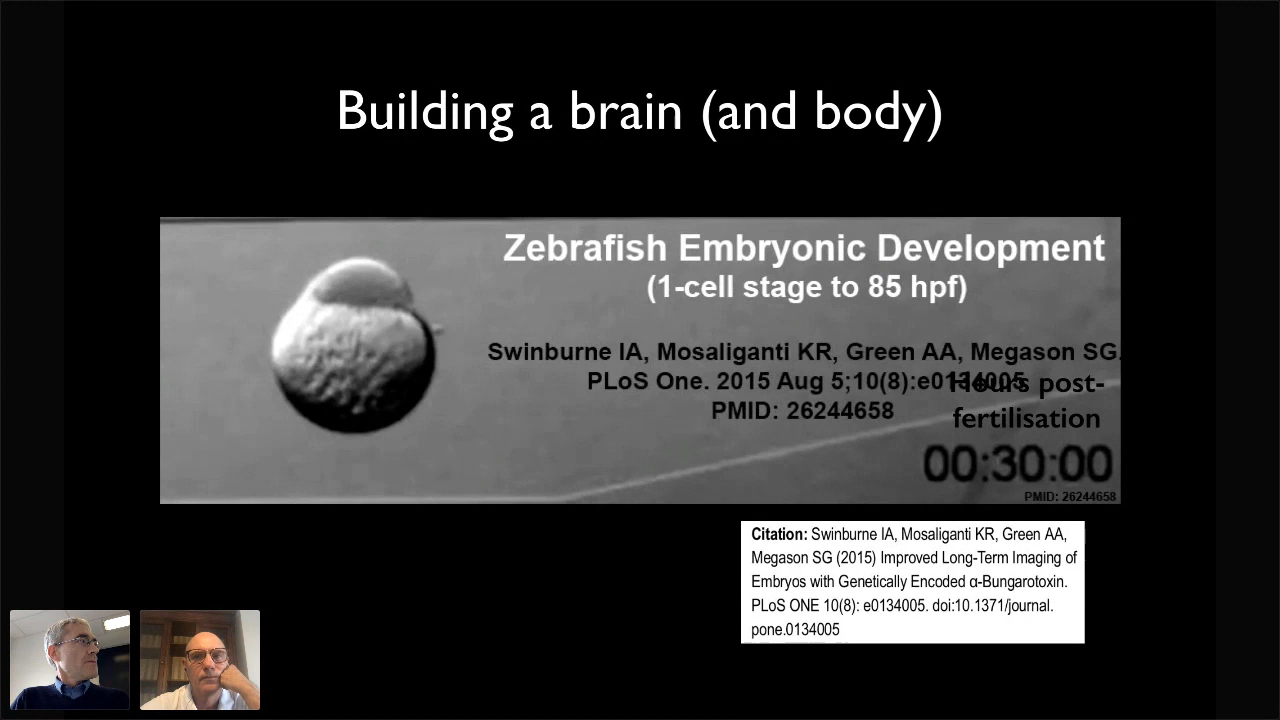 Building a brain (and body)
Zebrafish Embryonic Development
(1-cell stage to 85 hpf)
Swinburne IA, Mosaliganti KR, Green AA, Megason SG.
PLoS One. 2015 Aug 5;10(8):e0134005
PMID: 26244658
Hours post-
fertilisation
00:30:00
PMID: 26244658
Citation: Swinburne IA, Mosaliganti KR, Green AA,
Megason SG (2015) Improved Long-Term Imaging of
Embryos with Genetically Encoded α-Bungarotoxin.
PLoS ONE 10(8): e0134005. doi:10.1371/journal.
pone.0134005